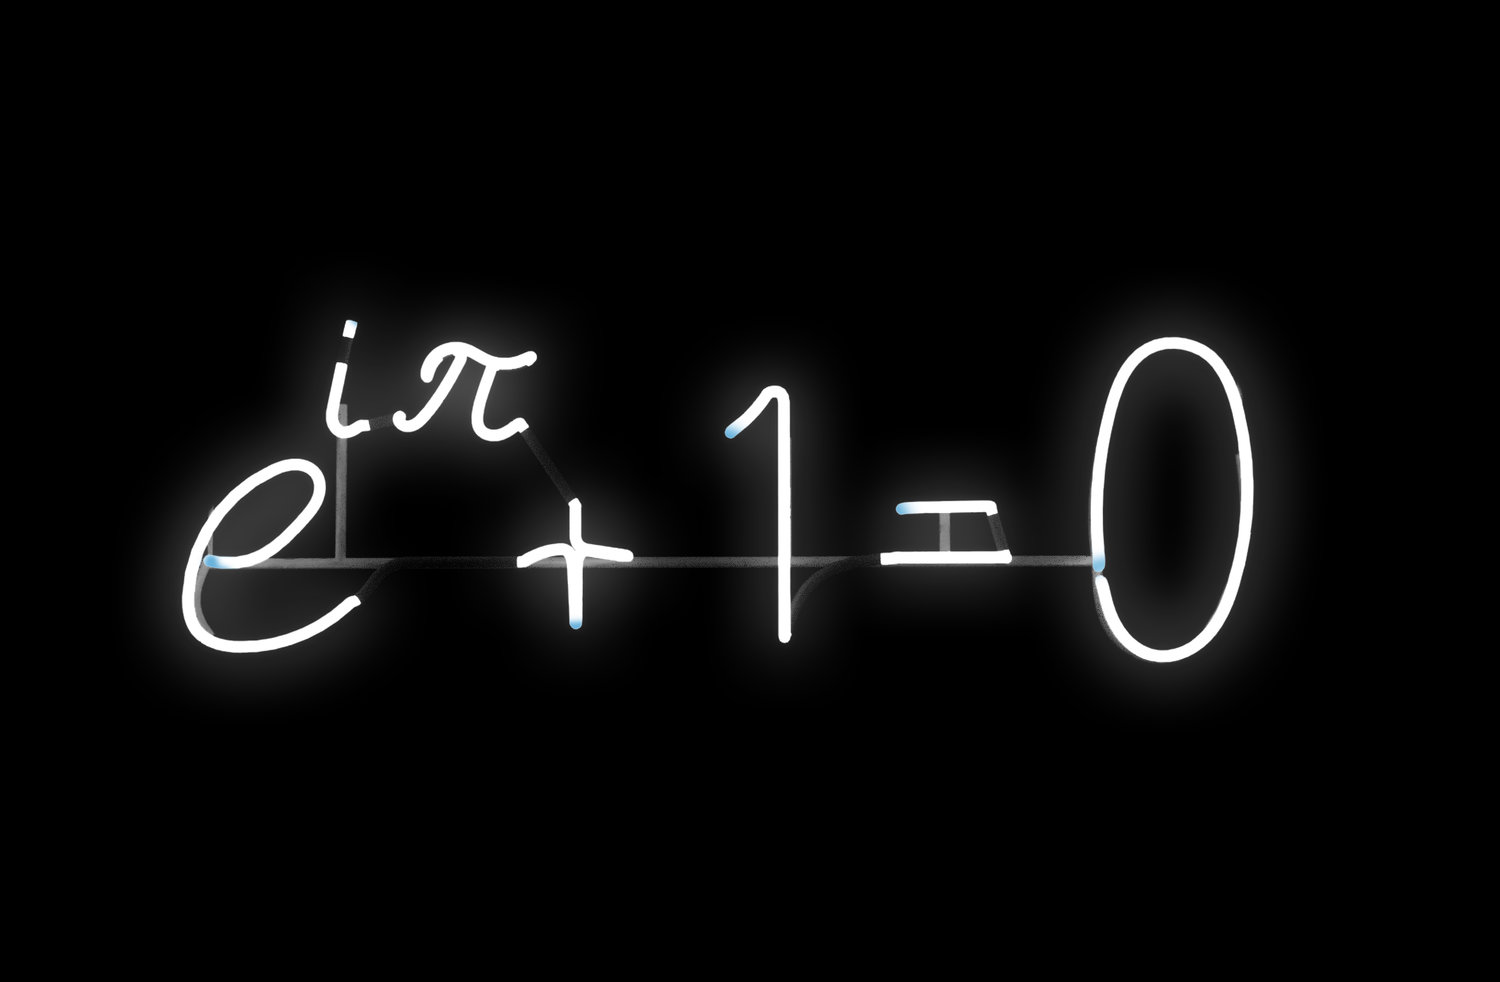 e^{iπ} + 1 = 0